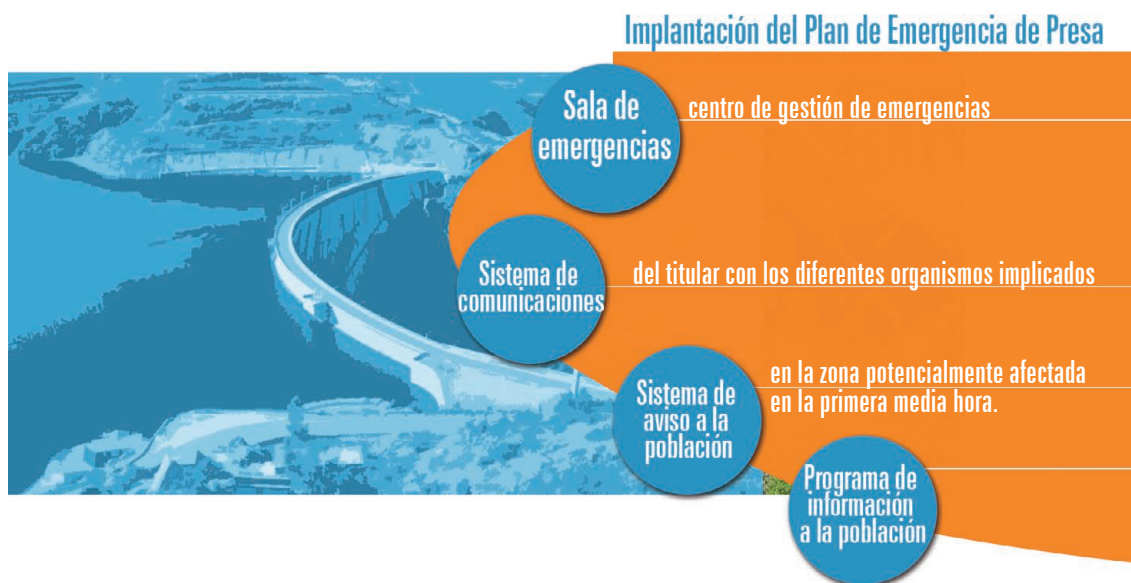 Implantación del Plan de Emergencia de Presa
Sala de
emergencias
centro de gestión de emergencias
Sistema de
comunicaciones
del titular con los diferentes organismos implicados
Sistema de
aviso a la
población
en la zona potencialmente afectada
en la primera media hora.
Programa de
información
a la población